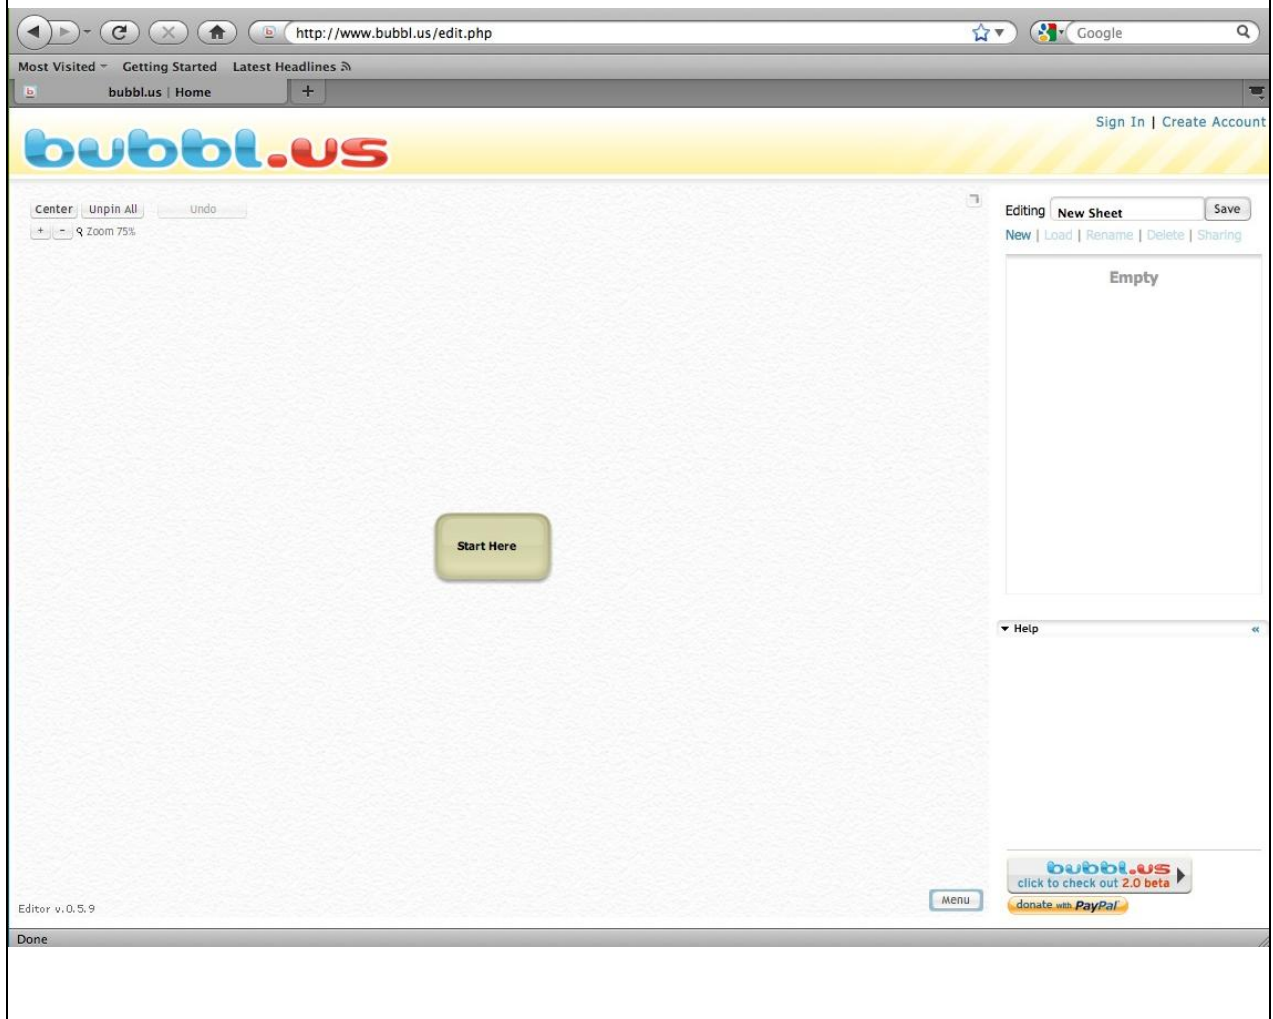 http://www.bubbl.us/edit.php
Google
Most Visited Getting Started Latest Headlines
bubbl.us | Home +
Sign In | Create Account
bubbl.us
Center Unpin All Undo
+ - Zoom 75%
Editing New Sheet Save
New | Load | Rename | Delete | Sharing
Empty
Start Here
Help «
bubbl.us
click to check out 2.0 beta
donate with PayPal
Menu
Editor v.0.5.9
Done